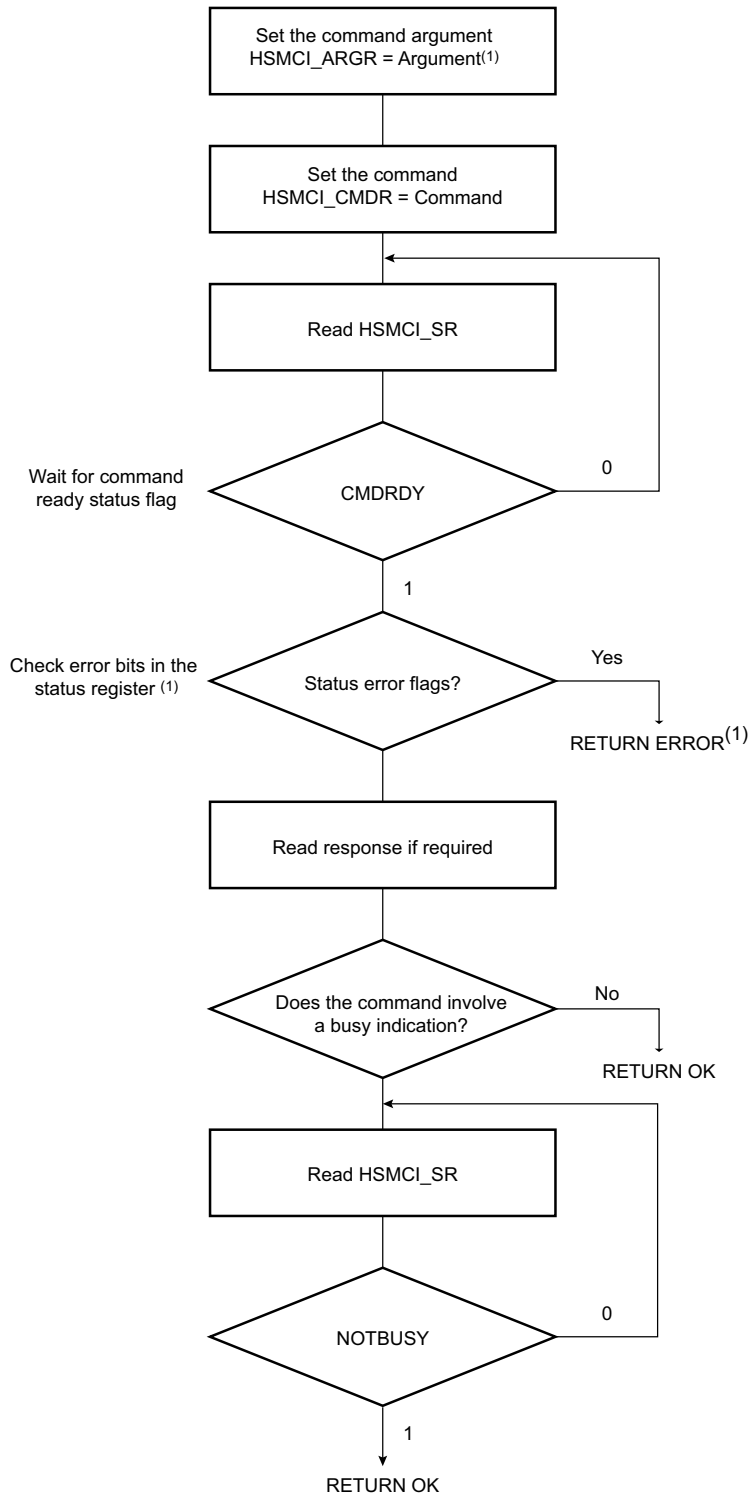 Set the command argument
HSMCI_ARGR = Argument(1)
Set the command
HSMCI_CMDR = Command
Read HSMCI_SR
Wait for command
ready status flag
CMDRDY
0
1
Check error bits in the
status register (1)
Status error flags?
Yes
RETURN ERROR(1)
Read response if required
Does the command involve
a busy indication?
No
RETURN OK
Read HSMCI_SR
NOTBUSY
0
1
RETURN OK